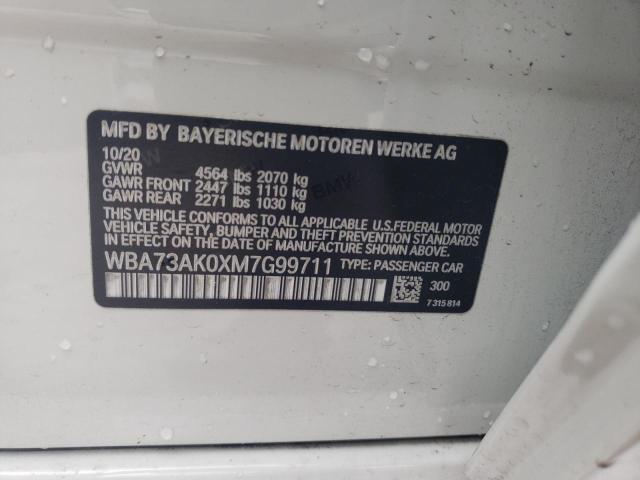 MFD BY BAYERISCHE MOTOREN WERKE AG
10/20
GVWR 4564 lbs 2070 kg
GAWR FRONT 2447 lbs 1110 kg
GAWR REAR 2271 lbs 1030 kg
THIS VEHICLE CONFORMS TO ALL APPLICABLE U.S.FEDERAL MOTOR
VEHICLE SAFETY, BUMPER AND THEFT PREVENTION STANDARDS
IN EFFECT ON THE DATE OF MANUFACTURE SHOWN ABOVE.
WBA73AK0XM7G99711 TYPE: PASSENGER CAR
300
7 315 814